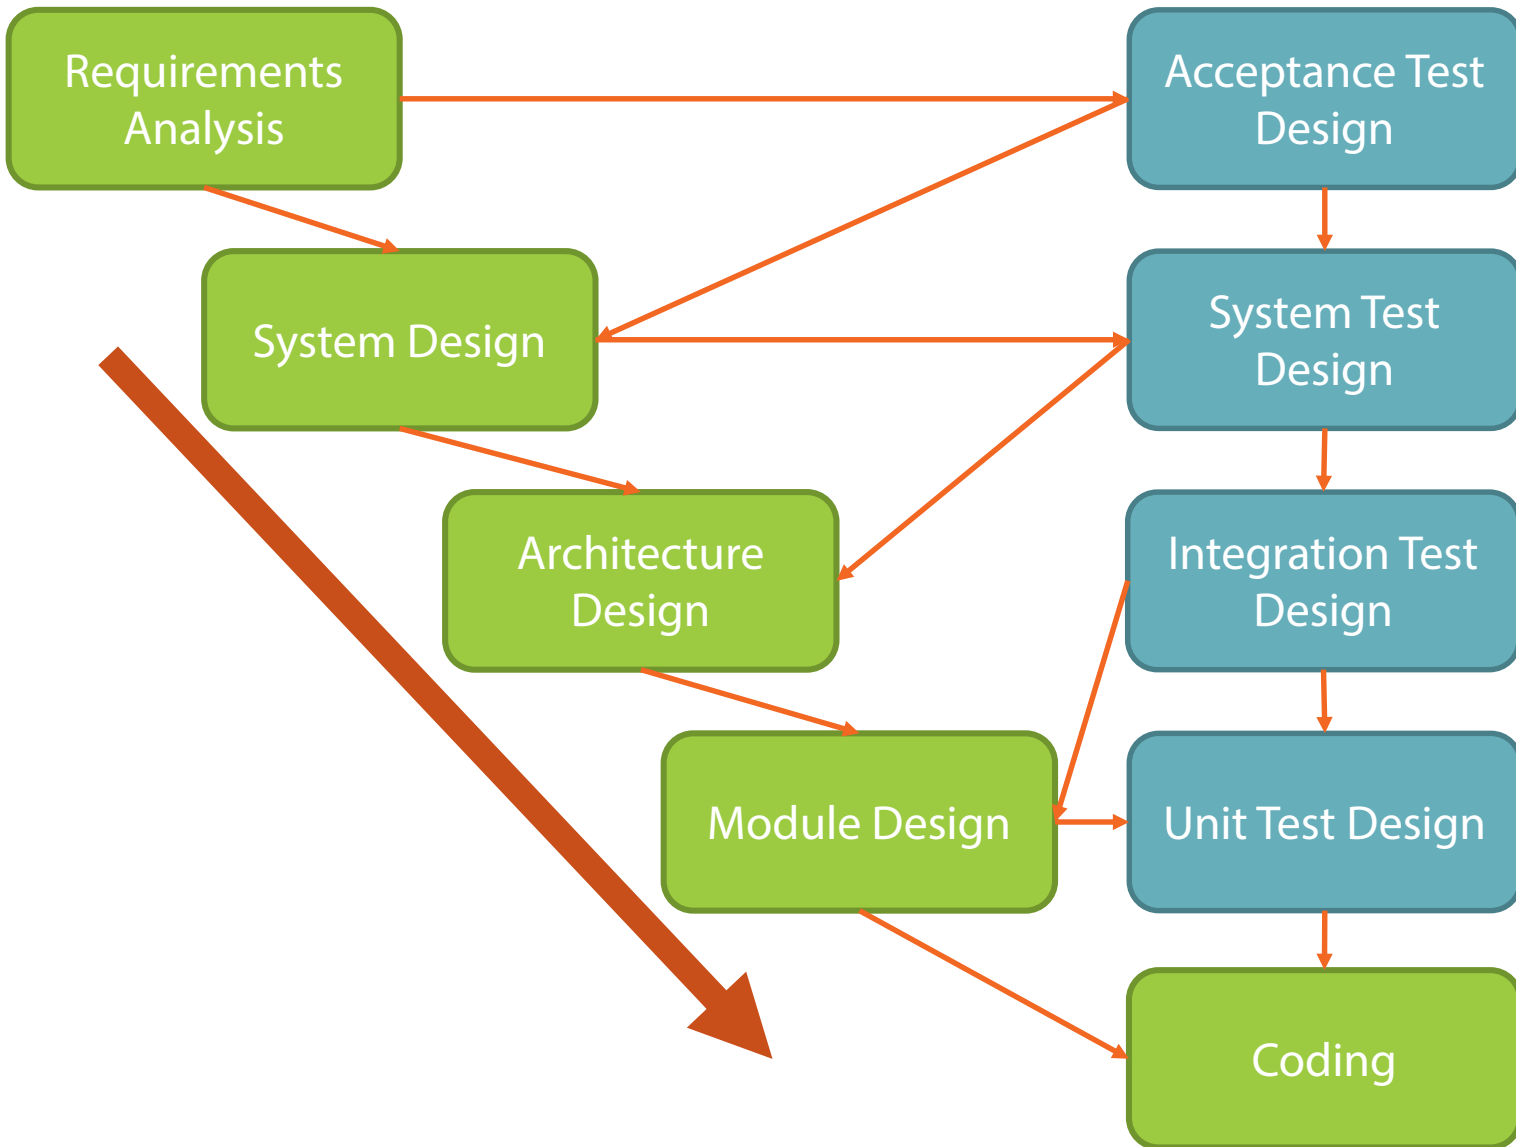 Requirements
Analysis
Acceptance Test
Design
System Design
System Test
Design
Architecture
Design
Integration Test
Design
Module Design
Unit Test Design
Coding